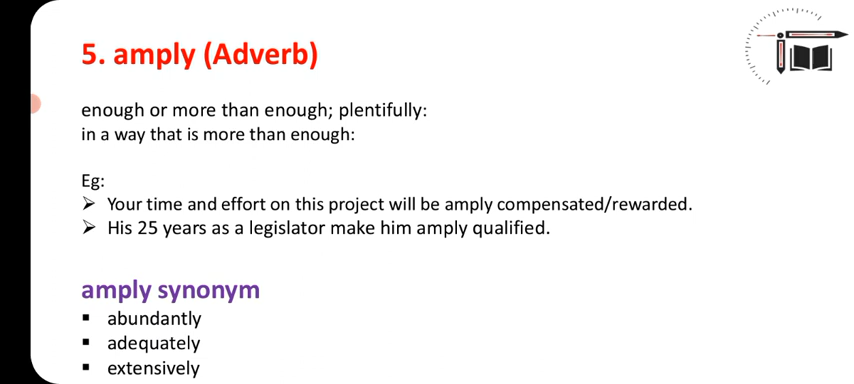 5. amply (Adverb)
enough or more than enough; plentifully:
in a way that is more than enough:
Eg:
➢ Your time and effort on this project will be amply compensated/rewarded.
➢ His 25 years as a legislator make him amply qualified.
amply synonym
▪ abundantly
▪ adequately
▪ extensively